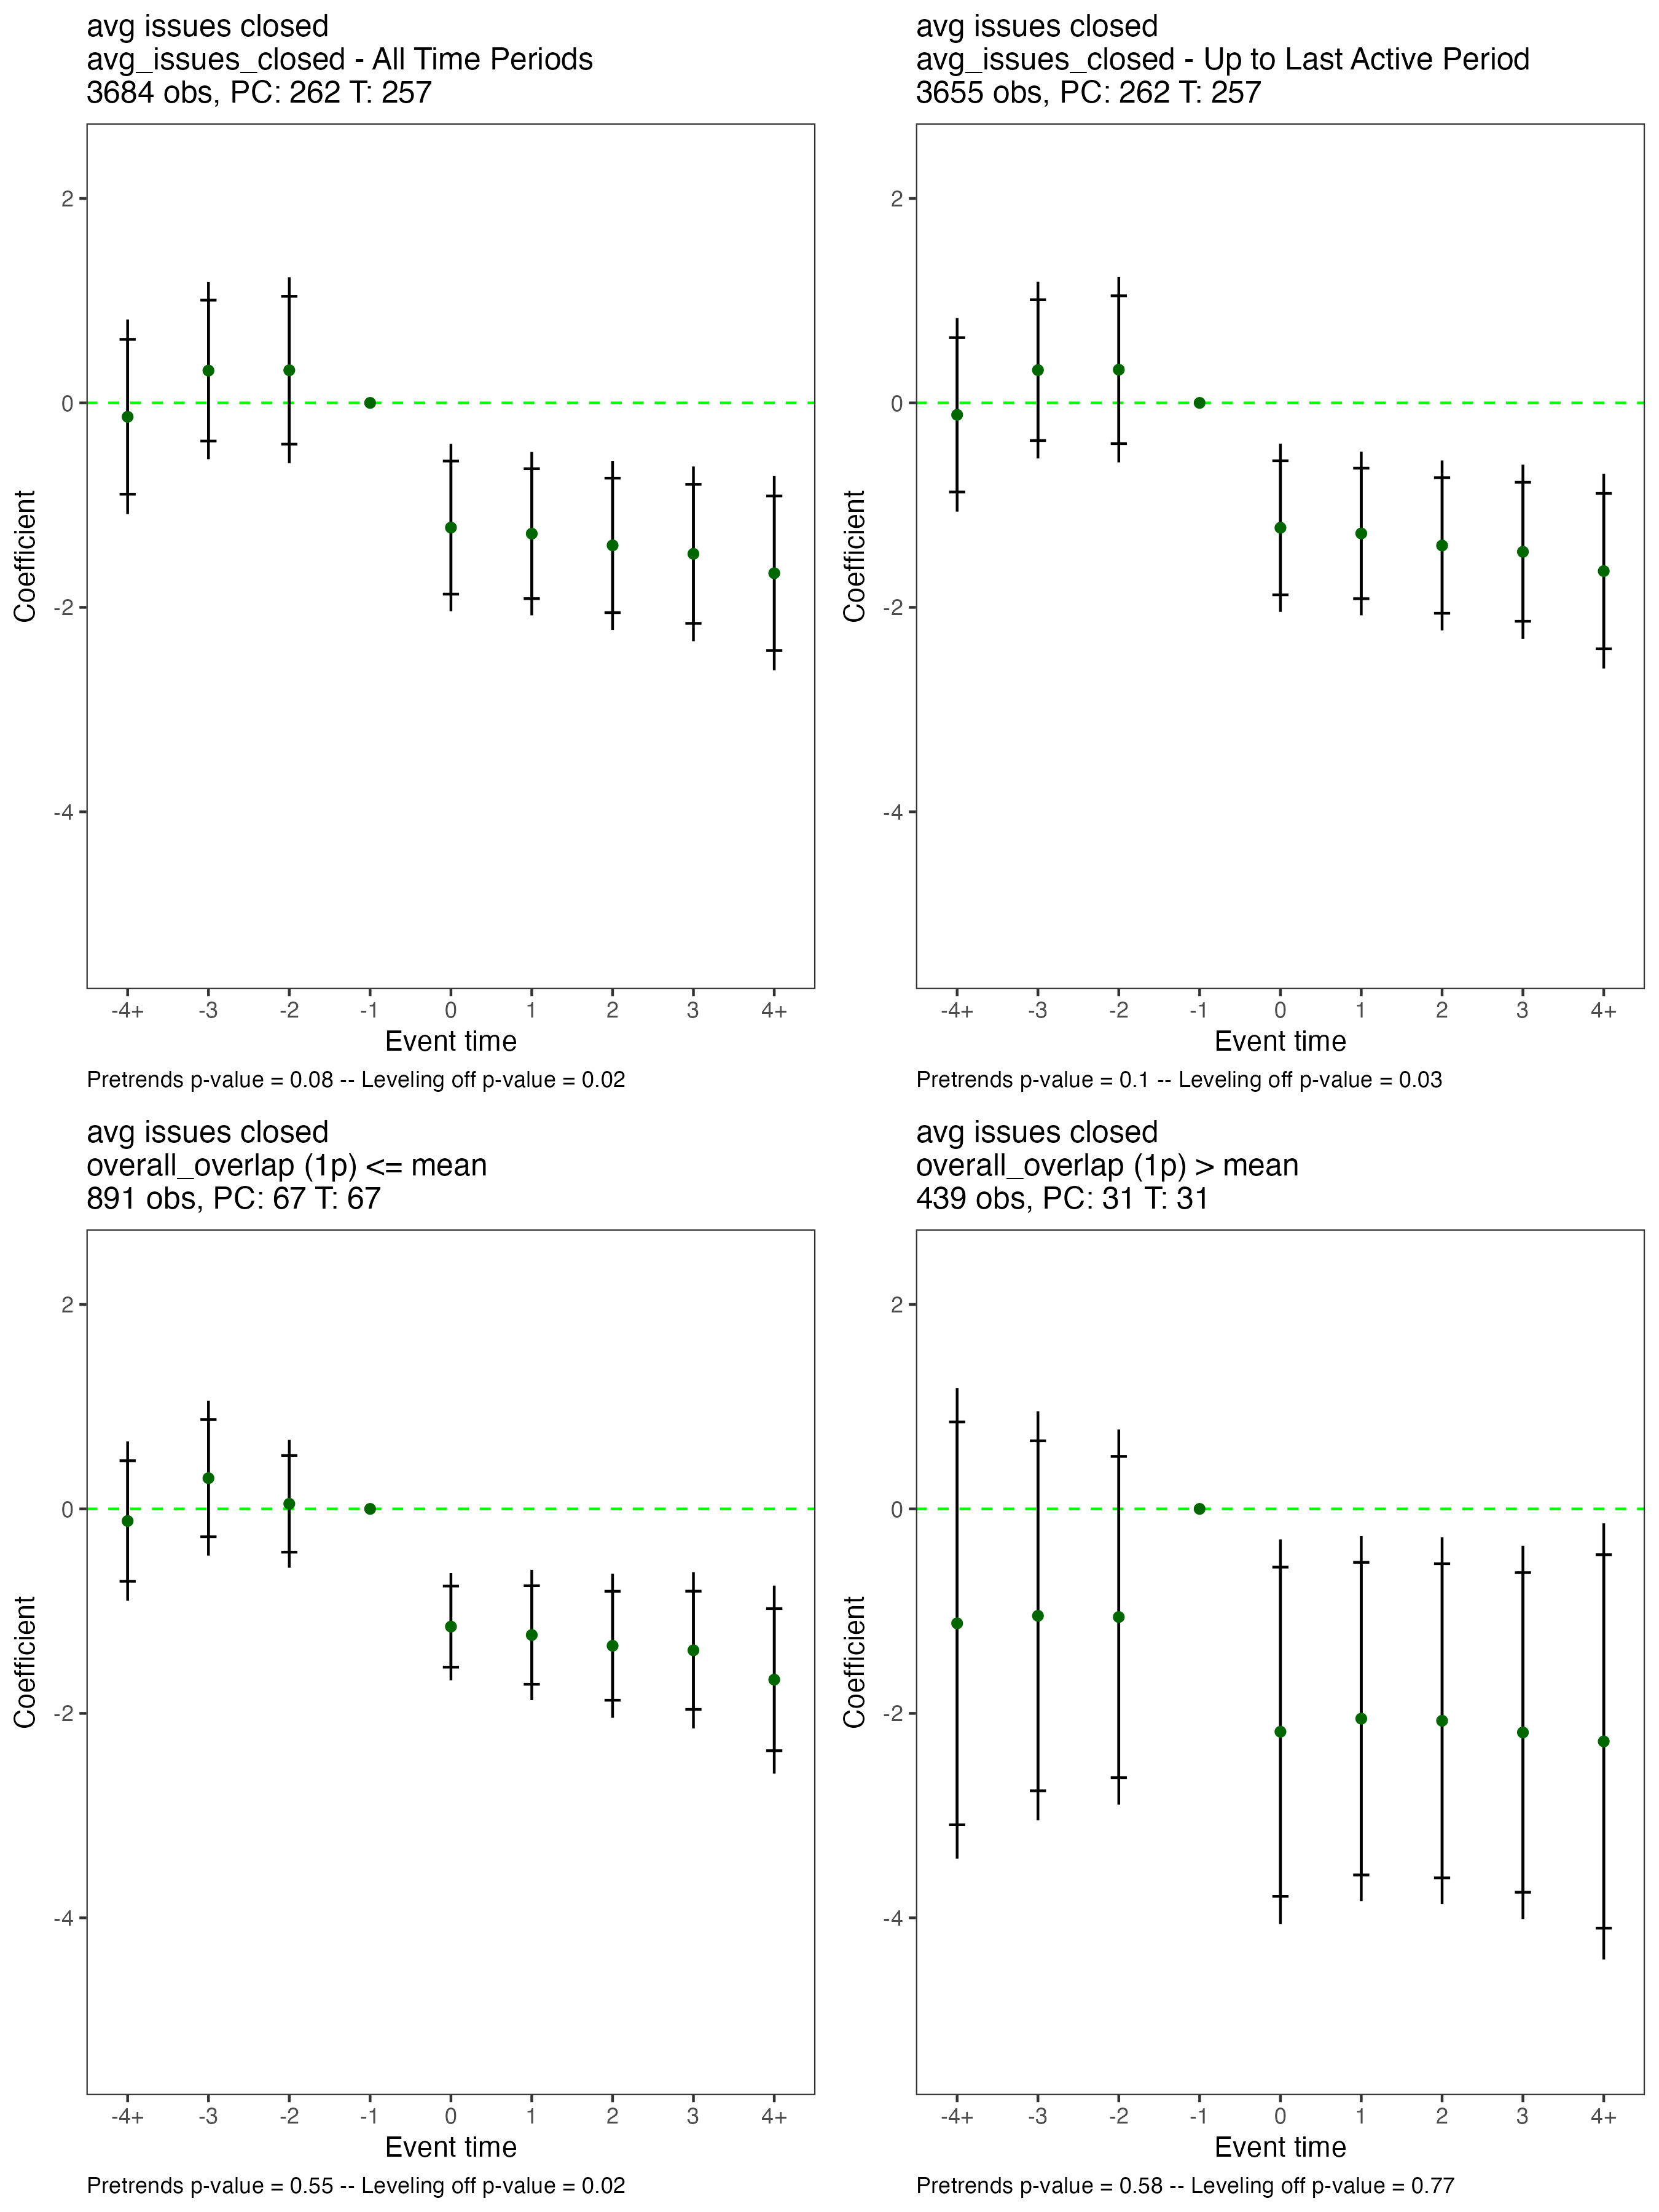 avg issues closed
avg_issues_closed - All Time Periods
3684 obs, PC: 262 T: 257
2
0
-2
-4
Coefficient
-4+ -3 -2 -1 0 1 2 3 4+
Event time
Pretrends p-value = 0.08 -- Leveling off p-value = 0.02
avg issues closed
avg_issues_closed - Up to Last Active Period
3655 obs, PC: 262 T: 257
2
0
-2
-4
Coefficient
-4+ -3 -2 -1 0 1 2 3 4+
Event time
Pretrends p-value = 0.1 -- Leveling off p-value = 0.03
avg issues closed
overall_overlap (1p) <= mean
891 obs, PC: 67 T: 67
2
0
-2
-4
Coefficient
-4+ -3 -2 -1 0 1 2 3 4+
Event time
Pretrends p-value = 0.55 -- Leveling off p-value = 0.02
avg issues closed
overall_overlap (1p) > mean
439 obs, PC: 31 T: 31
2
0
-2
-4
Coefficient
-4+ -3 -2 -1 0 1 2 3 4+
Event time
Pretrends p-value = 0.58 -- Leveling off p-value = 0.77